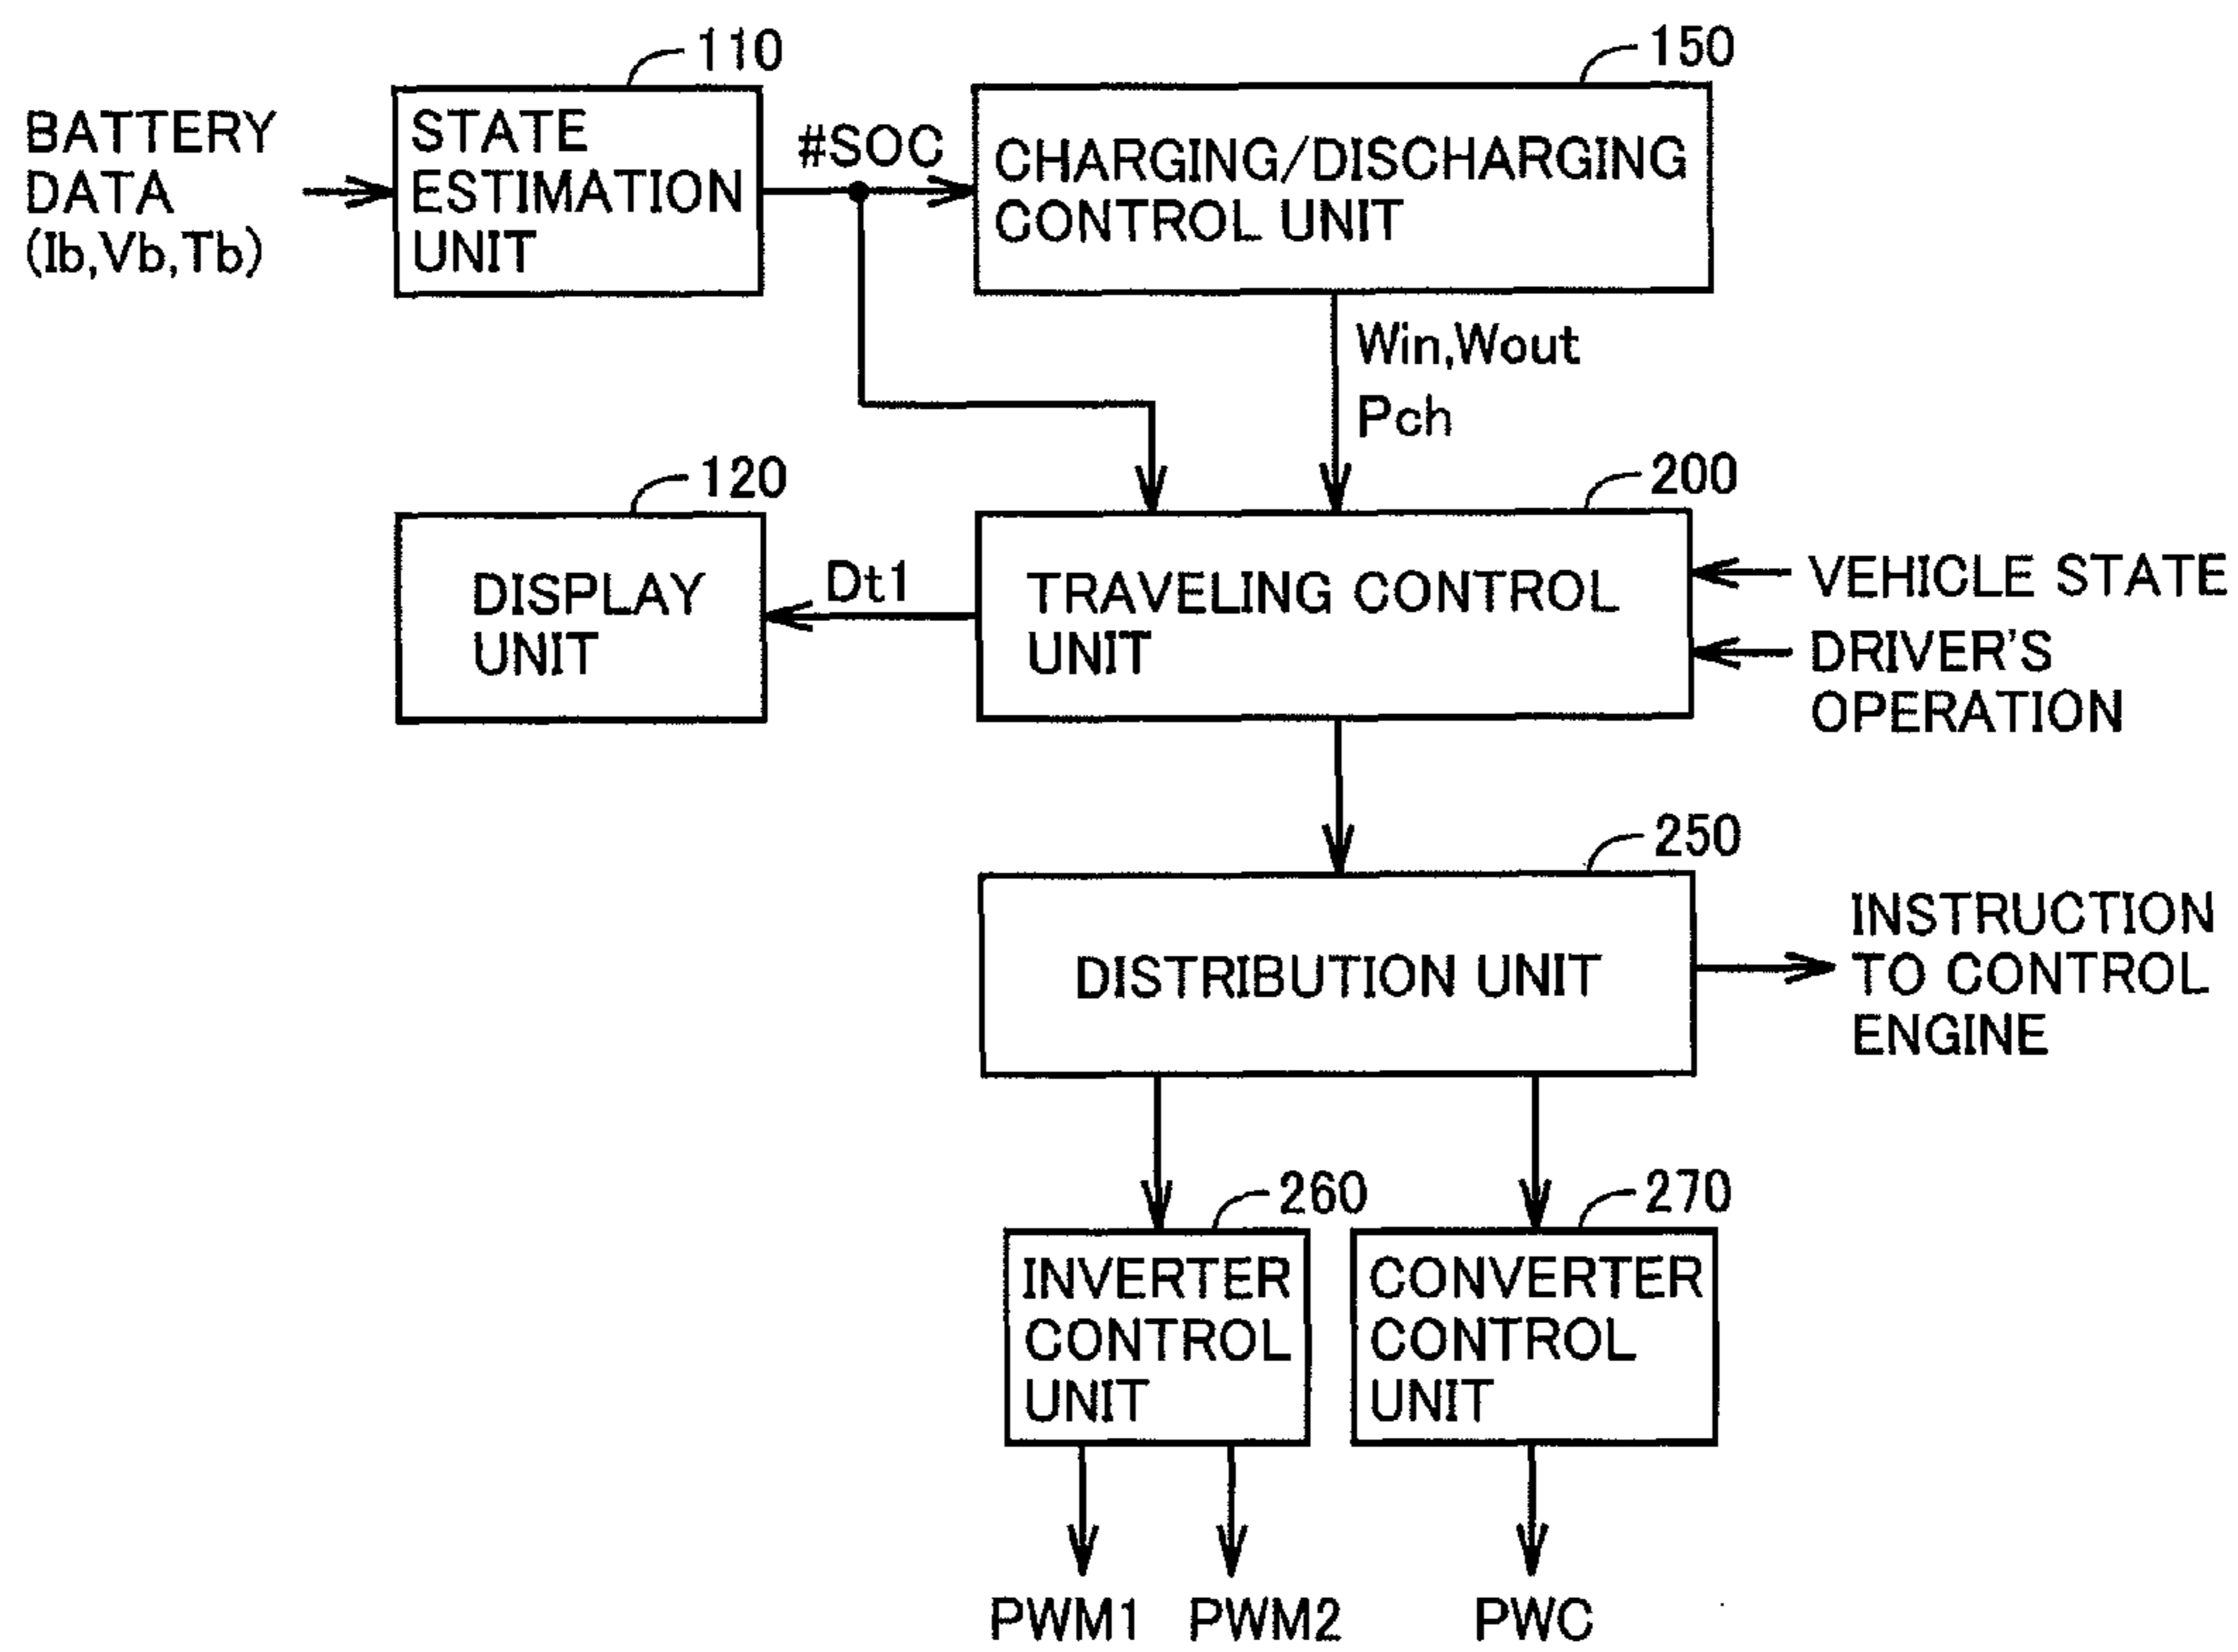 110
150
BATTERY
DATA
(Ib,Vb,Tb)
STATE
ESTIMATION
UNIT
#SOC
CHARGING/DISCHARGING
CONTROL UNIT
Win,Wout
Pch
120
200
DISPLAY
UNIT
Dt1
TRAVELING CONTROL
UNIT
VEHICLE STATE
DRIVER'S
OPERATION
250
DISTRIBUTION UNIT
INSTRUCTION
TO CONTROL
ENGINE
260
270
INVERTER
CONTROL
UNIT
CONVERTER
CONTROL
UNIT
PWM1
PWM2
PWC